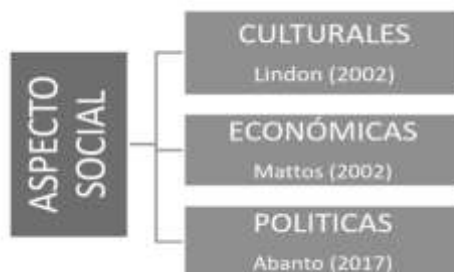 ASPECTO
SOCIAL
CULTURALES
Lindon (2002)
ECONÓMICAS
Mattos (2002)
POLITICAS
Abanto (2017)